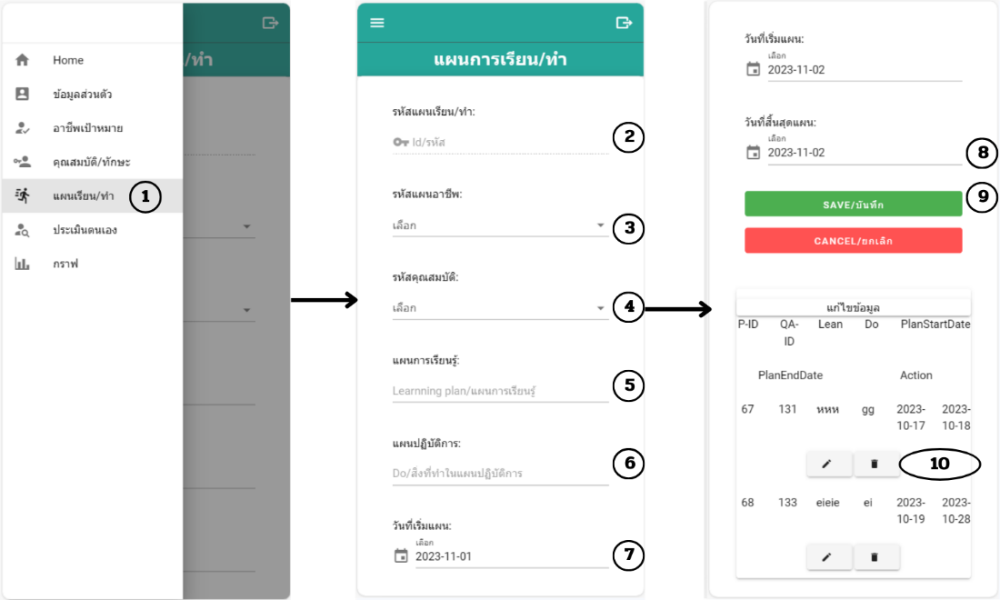 /ทำ
Home
ข้อมูลส่วนตัว
อาชีพเป้าหมาย
คุณสมบัติ/ทักษะ
แผนเรียน/ทำ
1
ประเมินตนเอง
กราฟ
แผนการเรียน/ทำ
รหัสแผนเรียน/ทำ:
Id/รหัส
2
รหัสแผนอาชีพ:
เลือก
3
รหัสคุณสมบัติ:
เลือก
4
แผนการเรียนรู้:
Learnning plan/แผนการเรียนรู้
5
แผนปฏิบัติการ:
Do/สิ่งที่ทำในแผนปฏิบัติการ
6
วันที่เริ่มแผน:
เลือก
2023-11-01
7
วันที่เริ่มแผน:
เลือก
2023-11-02
วันที่สิ้นสุดแผน:
เลือก
2023-11-02
8
SAVE/บันทึก
9
CANCEL/ยกเลิก
แก้ไขข้อมูล
P-ID QA-ID Lean Do PlanStartDate
PlanEndDate Action
67 131 พพพ gg 2023-10-17 2023-10-18
10
68 133 eieie ei 2023-10-19 2023-10-28